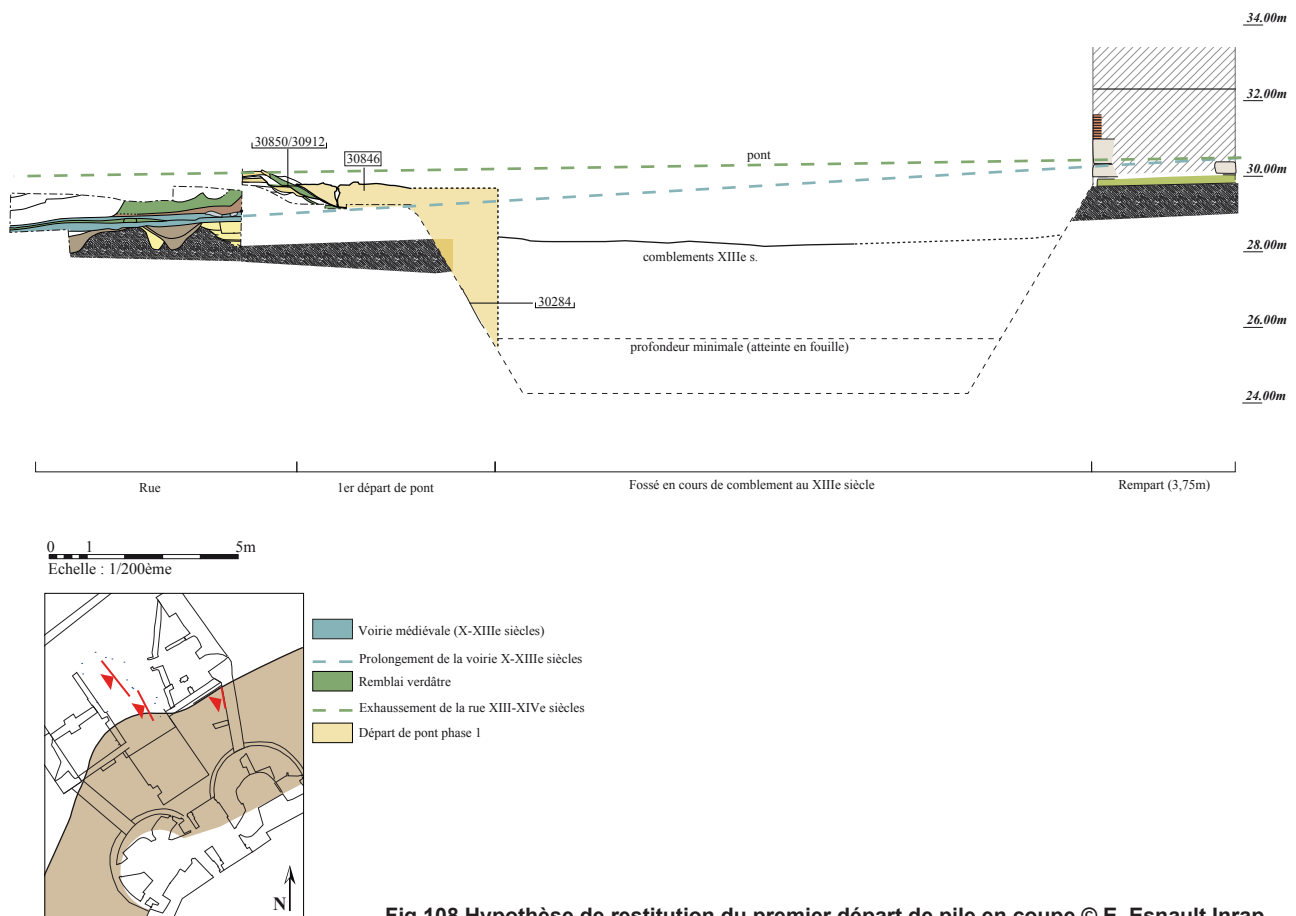 34.00m
32.00m
30850/30912
30846
pont
30.00m
28.00m
comblements XIIIe s.
30284
26.00m
profondeur minimale (atteinte en fouille)
24.00m
Rue
1er départ de pont
Fossé en cours de comblement au XIIIe siècle
Rempart (3,75m)
0 1 5m
Echelle : 1/200ème
Voirie médiévale (X-XIIIe siècles)
Prolongement de la voirie X-XIIIe siècles
Remblai verdâtre
Exhaussement de la rue XIII-XIVe siècles
Départ de pont phase 1
N
Fig.108 Hypothèse de restitution du premier départ de pile en coupe © E. Esnault Inrap